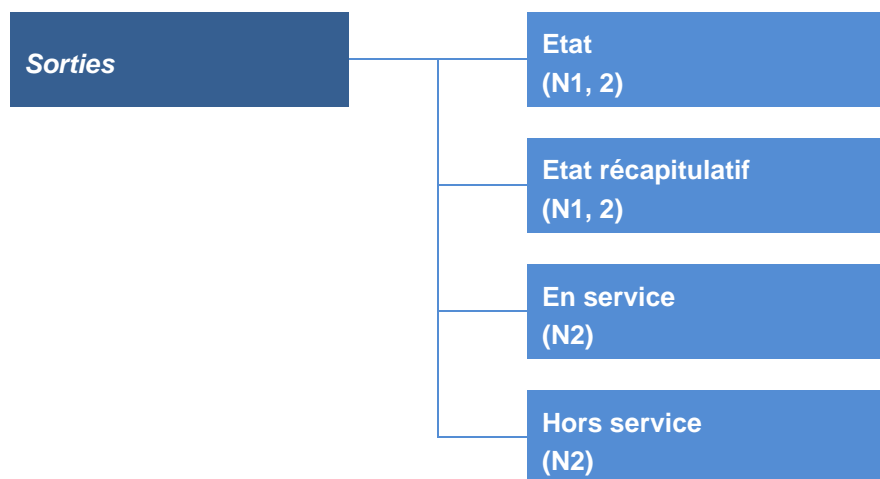 Sorties
Etat
(N1, 2)
Etat récapitulatif
(N1, 2)
En service
(N2)
Hors service
(N2)